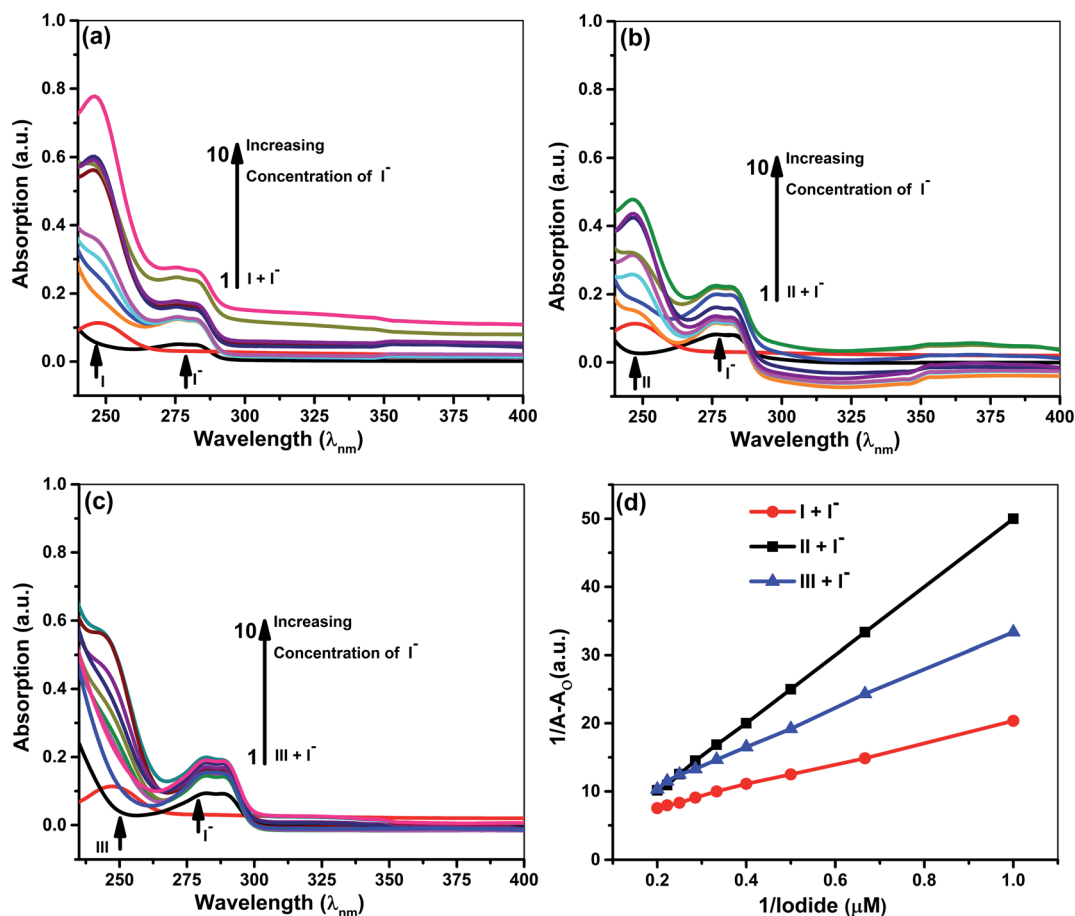 (a)
1.0
0.8
0.6
0.4
0.2
0.0
Absorption (a.u.)
10
Increasing
Concentration of I⁻
1
I + I⁻
I
I⁻
250 275 300 325 350 375 400
Wavelength (λnm)
(b)
1.0
0.8
0.6
0.4
0.2
0.0
Absorption (a.u.)
10
Increasing
Concentration of I⁻
1
II + I⁻
II
I⁻
250 275 300 325 350 375 400
Wavelength (λnm)
(c)
1.0
0.8
0.6
0.4
0.2
0.0
Absorption (a.u.)
10
Increasing
Concentration of I⁻
1
III + I⁻
III
I⁻
250 275 300 325 350 375 400
Wavelength (λnm)
(d)
50
40
30
20
10
0
1/A-AO(a.u.)
I + I⁻
II + I⁻
III + I⁻
0.2 0.4 0.6 0.8 1.0
1/Iodide (μM)